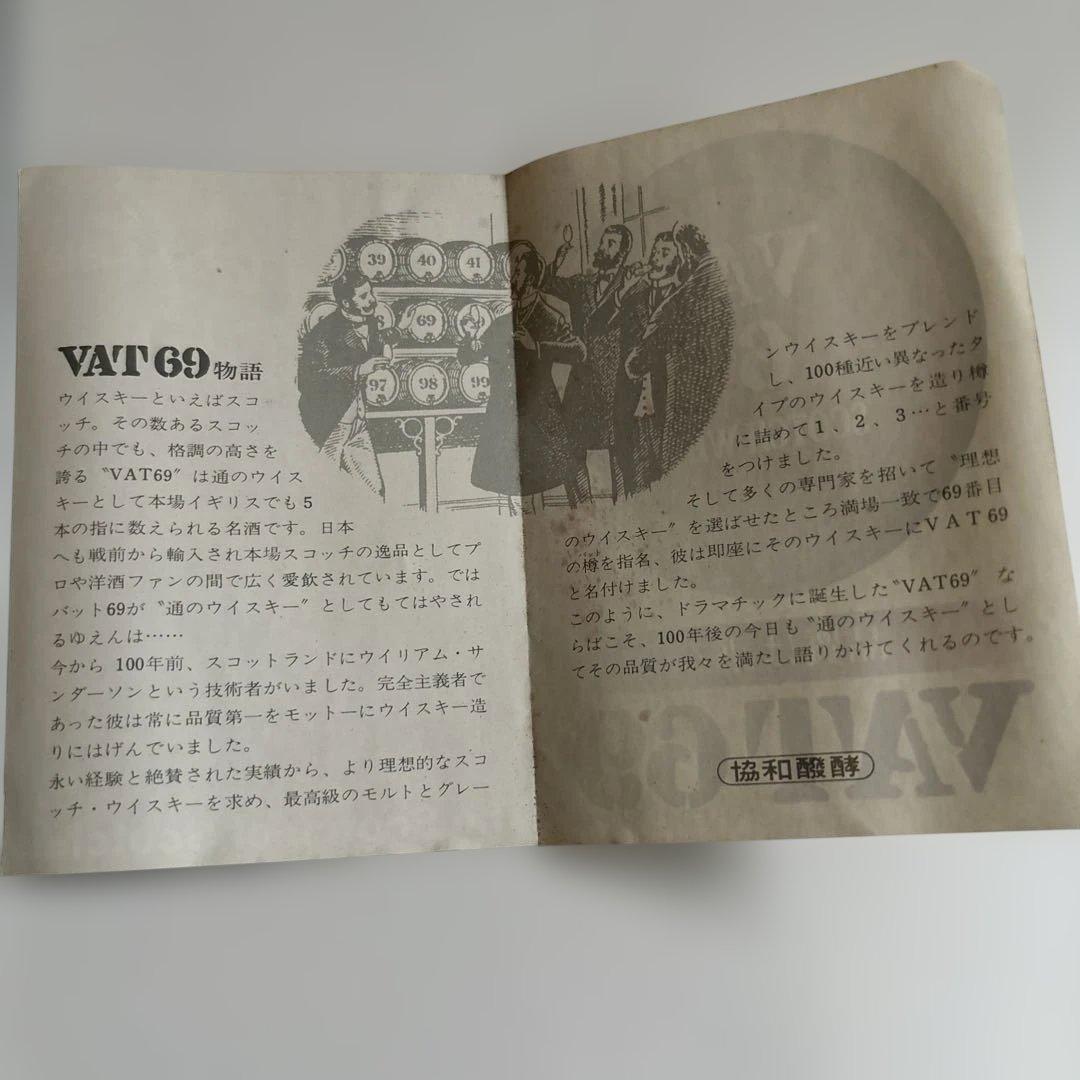 39 40 41
69
97 98 99
VAT 69 物語
ウイスキーといえばスコ
ッチ。その数あるスコッ
チの中でも、格調の高さを
誇る〝VAT69〞は通のウイス
キーとして本場イギリスでも5
本の指に数えられる名酒です。日本
へも戦前から輸入され本場スコッチの逸品としてプ
ロや洋酒ファンの間で広く愛飲されています。では
バット69が〝通のウイスキー〞としてもてはやされ
るゆえんは……
今から 100年前、スコットランドにウイリアム・サ
ンダーソンという技術者がいました。完全主義者で
あった彼は常に品質第一をモットーにウイスキー造
りにはげんでいました。
永い経験と絶賛された実績から、より理想的なスコ
ッチ・ウイスキーを求め、最高級のモルトとグレー
ンウイスキーをブレンド
し、100種近い異なったタ
イプのウイスキーを造り樽
に詰めて1、2、3…と番号
をつけました。
そして多くの専門家を招いて〝理想
のウイスキー〞を選ばせたところ満場一致で69番目
の樽を指名、彼は即座にそのウイスキーにVAT69
と名付けました。
このように、ドラマチックに誕生した〝VAT69〞な
らばこそ、100年後の今日も〝通のウイスキー〞とし
てその品質が我々を満たし語りかけてくれるのです。
協和醗酵